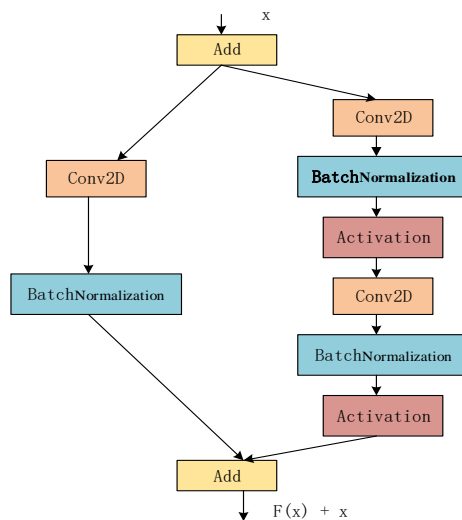 x
Add
Conv2D
BatchNormalization
Activation
Conv2D
Conv2D
BatchNormalization
BatchNormalization
Activation
Add
F(x) + x